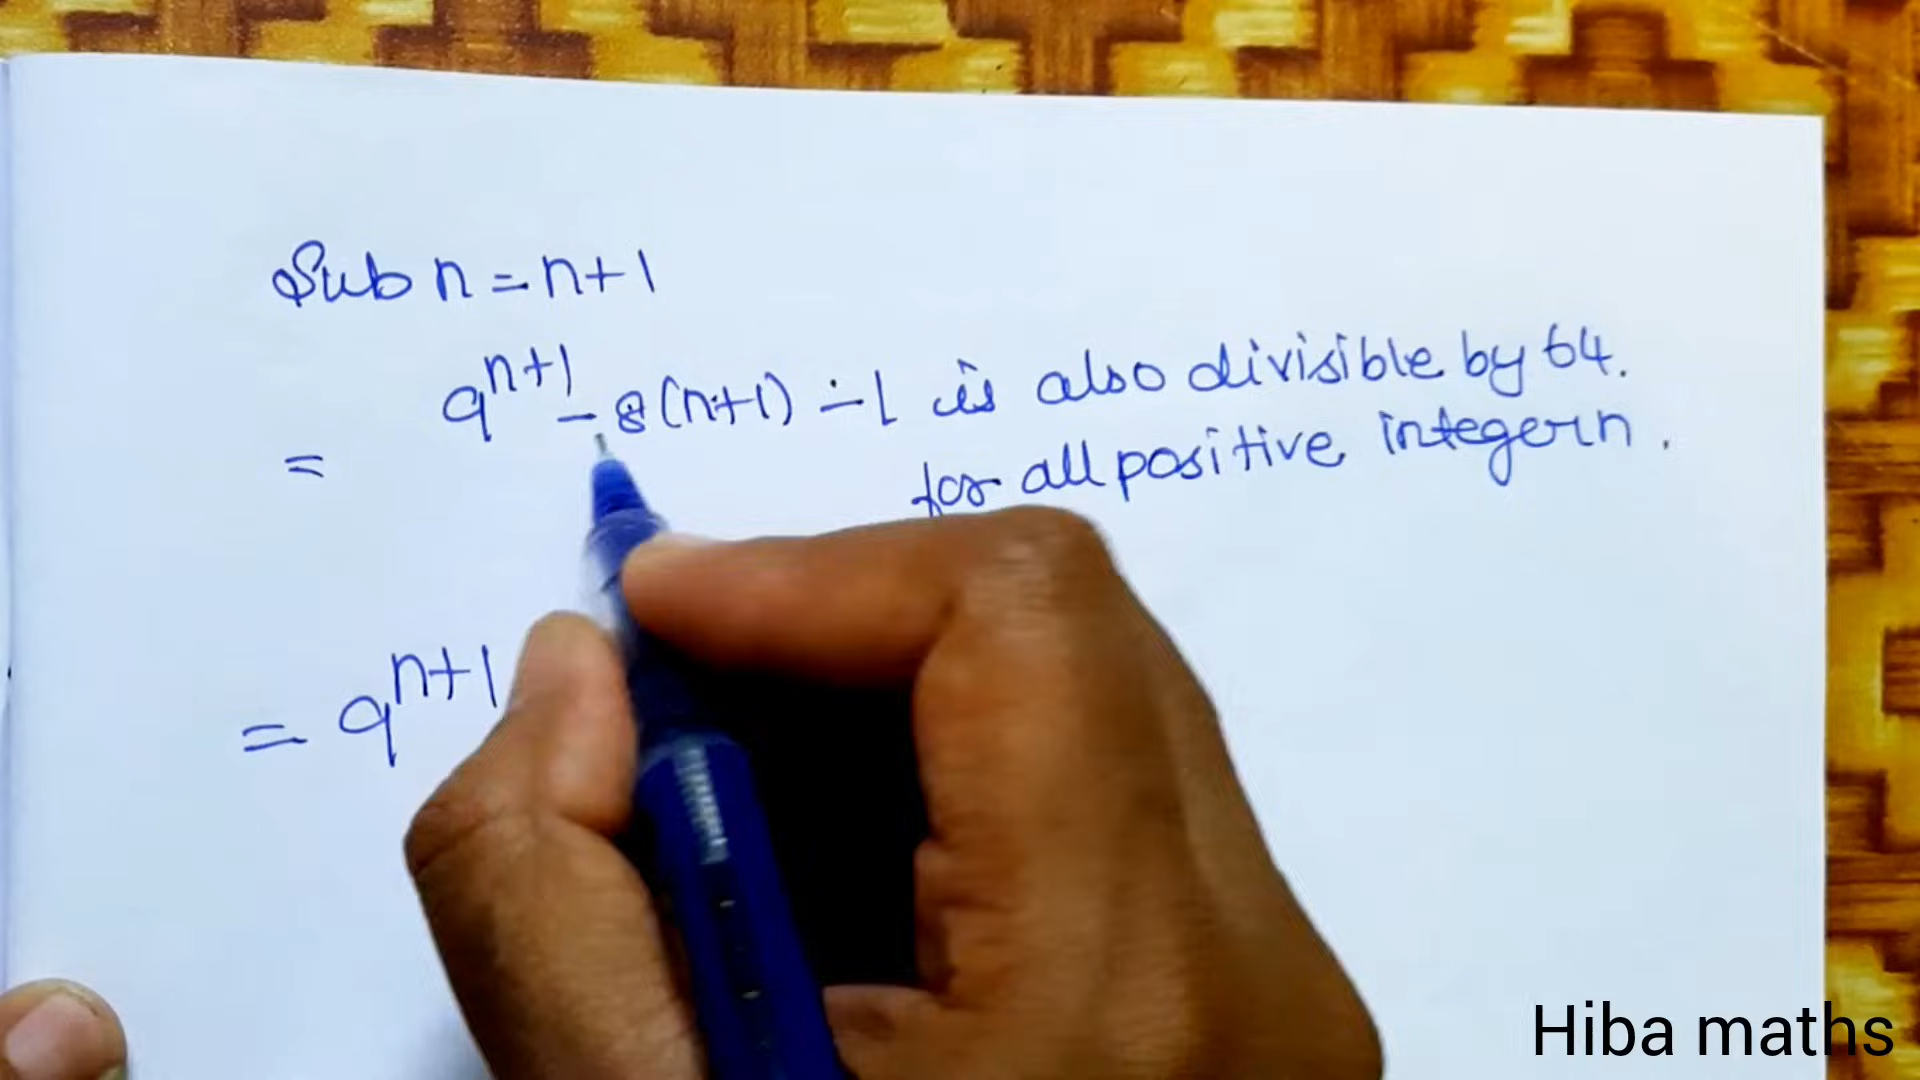 Sub n = n+1
9^{n+1} - 8(n+1) - 1 is also divisible by 64.
= for all positive integern.
= 9^{n+1}
Hiba maths